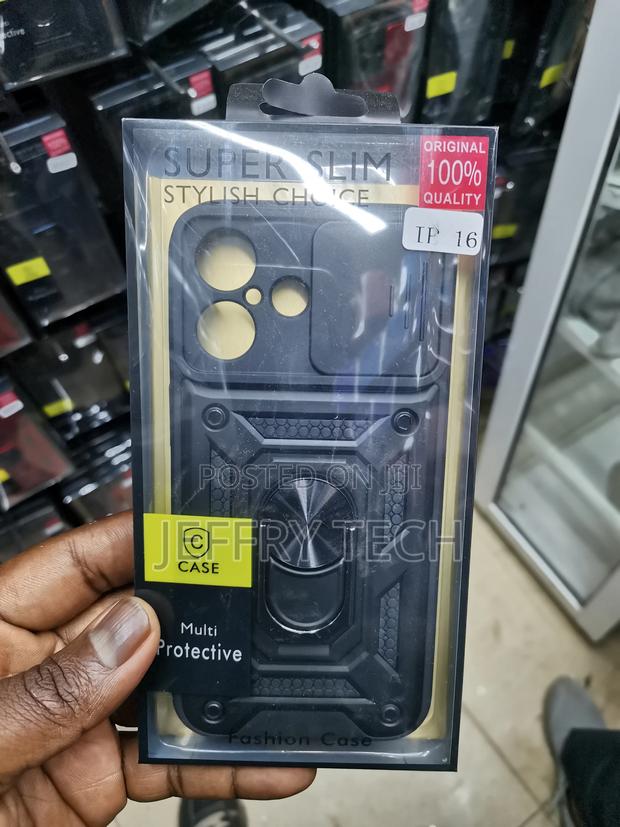 Protective
SUPER SLIM
STYLISH CHOICE
ORIGINAL
100%
QUALITY
IP 16
POSTED ON JIJI
JEFFRY TECH
C
CASE
Multi
Protective
Fashion Case